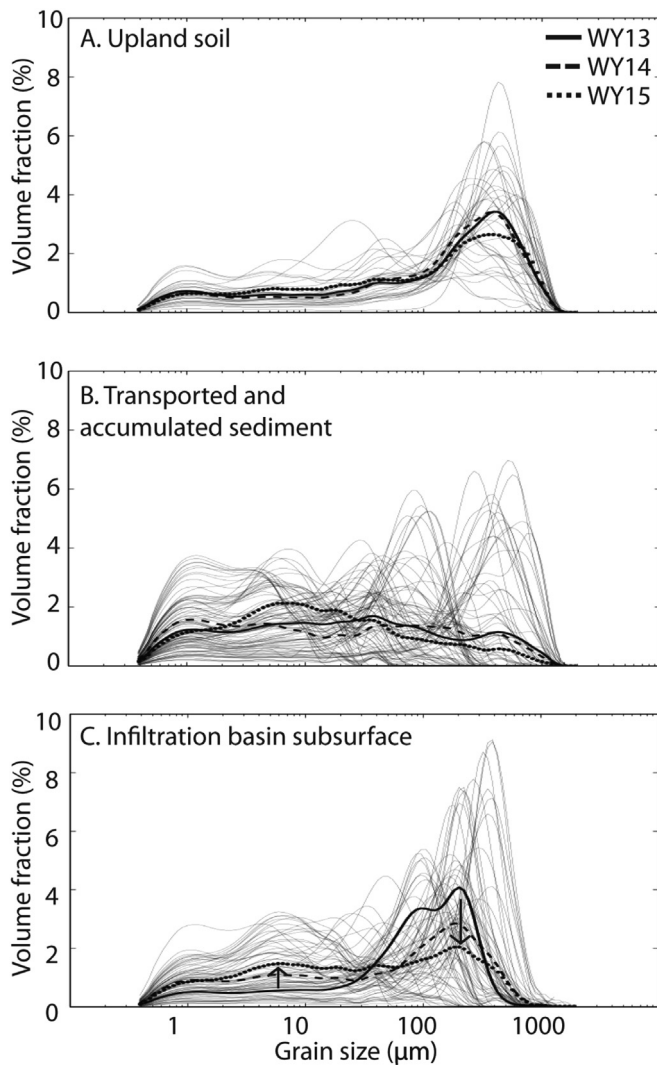 A. Upland soil
WY13
WY14
WY15
Volume fraction (%)
10
8
6
4
2
0
B. Transported and
accumulated sediment
Volume fraction (%)
10
8
6
4
2
0
C. Infiltration basin subsurface
Volume fraction (%)
10
8
6
4
2
0
1 10 100 1000
Grain size (μm)